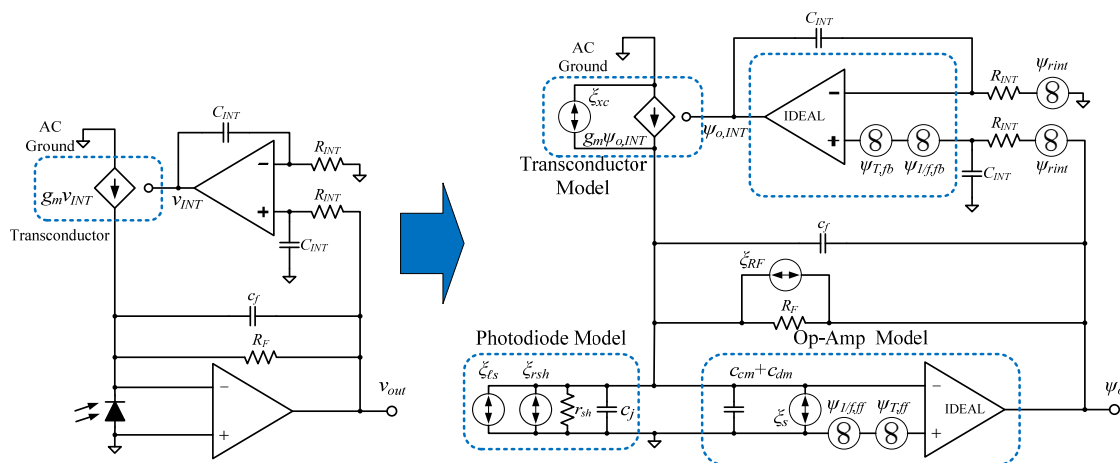 AC
Ground
C_INT
R_INT
g_m v_INT
v_INT
R_INT
Transconductor
C_INT
c_f
R_F
v_out
−
+
−
+
C_INT
AC
Ground
ψ_rint
R_INT
ξ_xc
IDEAL
−
+
g_m ψ_o,INT
ψ_o,INT
R_INT
Transconductor
Model
ψ_T,fb
ψ_1/f,fb
ψ_rint
C_INT
c_f
ξ_RF
R_F
Photodiode Model
Op-Amp Model
ξ_ℓs
ξ_rsh
r_sh
c_j
c_cm+c_dm
ξ_s
ψ_1/f,ff
ψ_T,ff
−
IDEAL
+